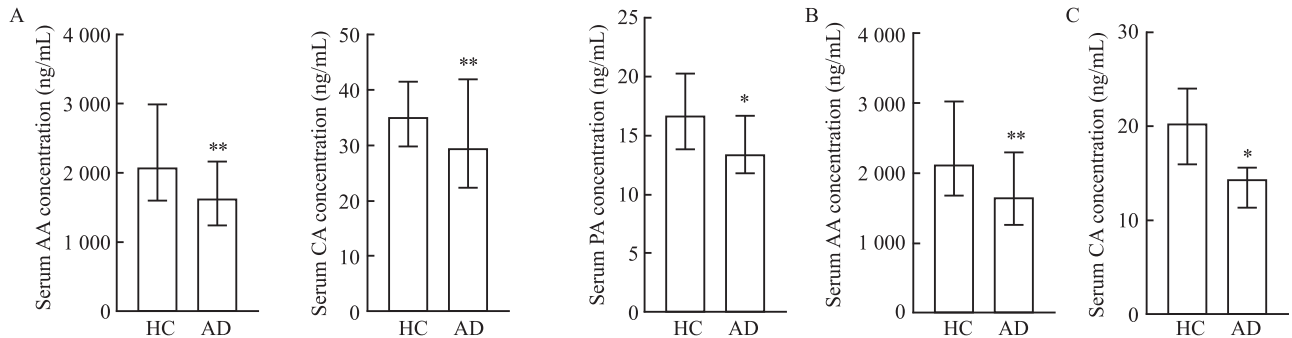 A
Serum AA concentration (ng/mL)
4 000
3 000
2 000
1 000
0
**
HC AD
Serum CA concentration (ng/mL)
50
40
30
20
10
0
**
HC AD
Serum PA concentration (ng/mL)
25
20
15
10
5
0
*
HC AD
B
Serum AA concentration (ng/mL)
4 000
3 000
2 000
1 000
0
**
HC AD
C
Serum CA concentration (ng/mL)
30
20
10
0
*
HC AD